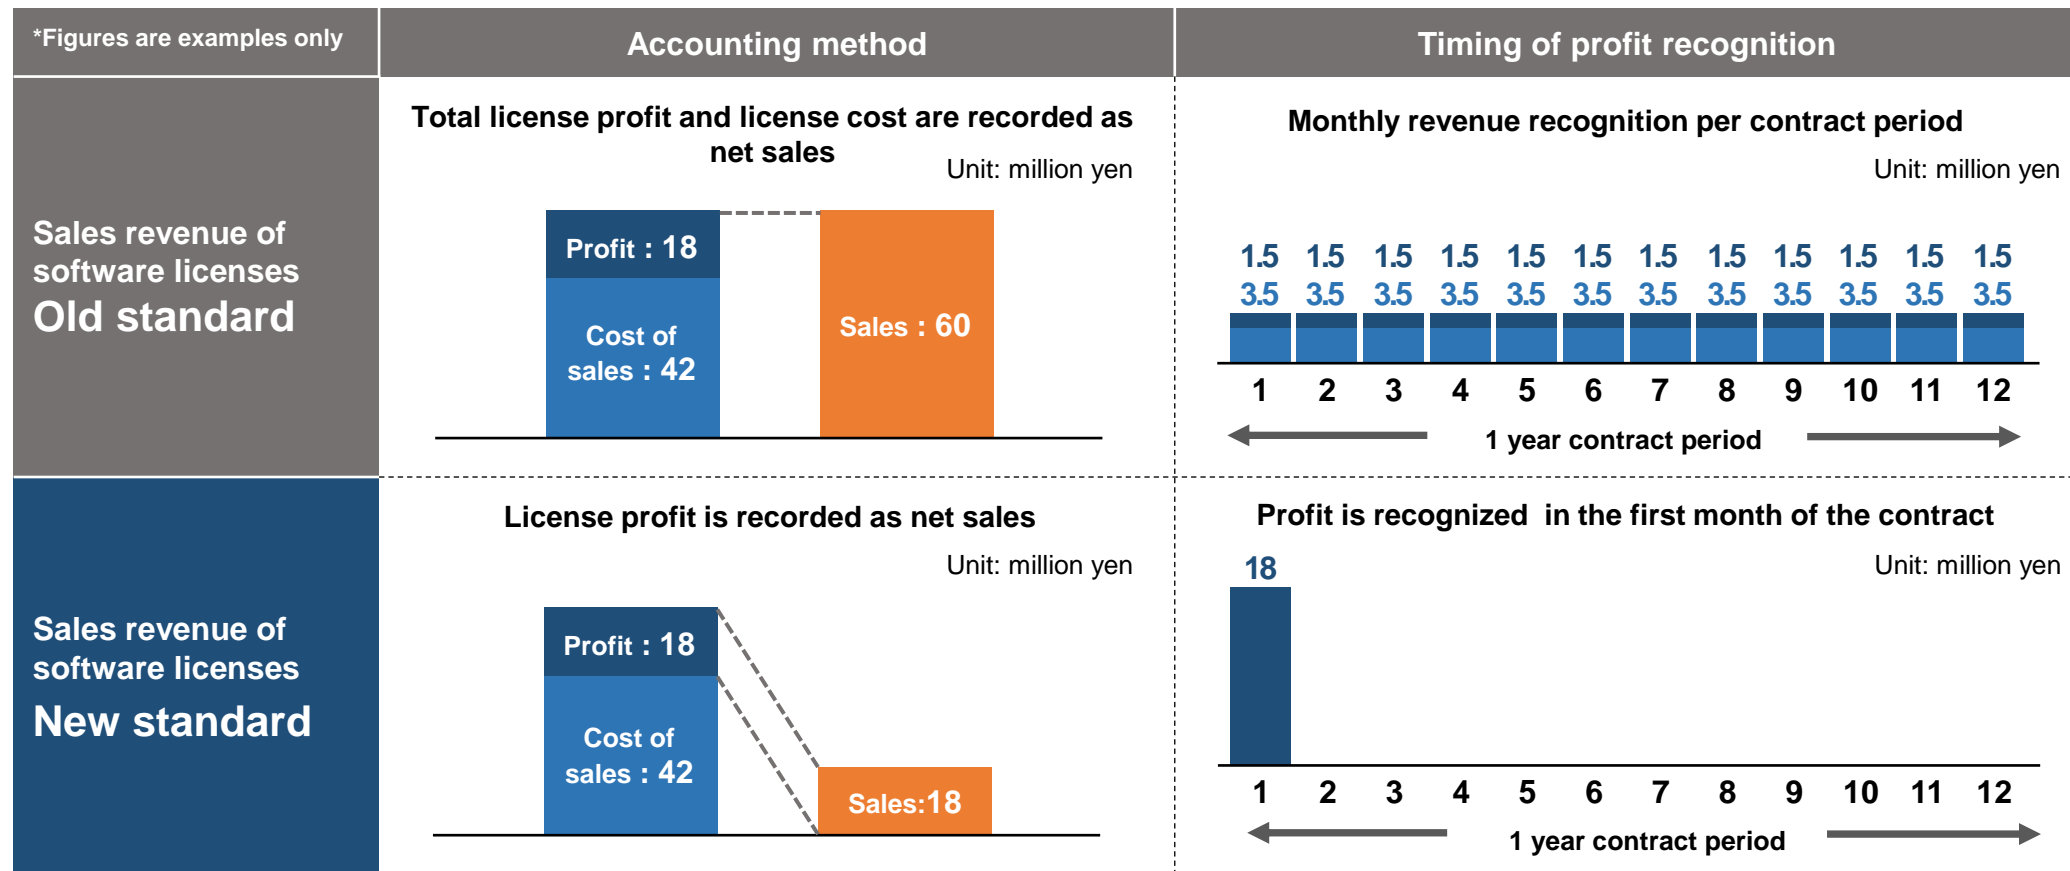 *Figures are examples only
Accounting method
Timing of profit recognition
Sales revenue of
software licenses
Old standard
Total license profit and license cost are recorded as
net sales
Unit: million yen
Profit : 18
Cost of
sales : 42
Sales : 60
Monthly revenue recognition per contract period
Unit: million yen
1.5 1.5 1.5 1.5 1.5 1.5 1.5 1.5 1.5 1.5 1.5 1.5
3.5 3.5 3.5 3.5 3.5 3.5 3.5 3.5 3.5 3.5 3.5 3.5
1 2 3 4 5 6 7 8 9 10 11 12
1 year contract period
Sales revenue of
software licenses
New standard
License profit is recorded as net sales
Unit: million yen
Profit : 18
Cost of
sales : 42
Sales:18
Profit is recognized in the first month of the contract
Unit: million yen
18
1 2 3 4 5 6 7 8 9 10 11 12
1 year contract period